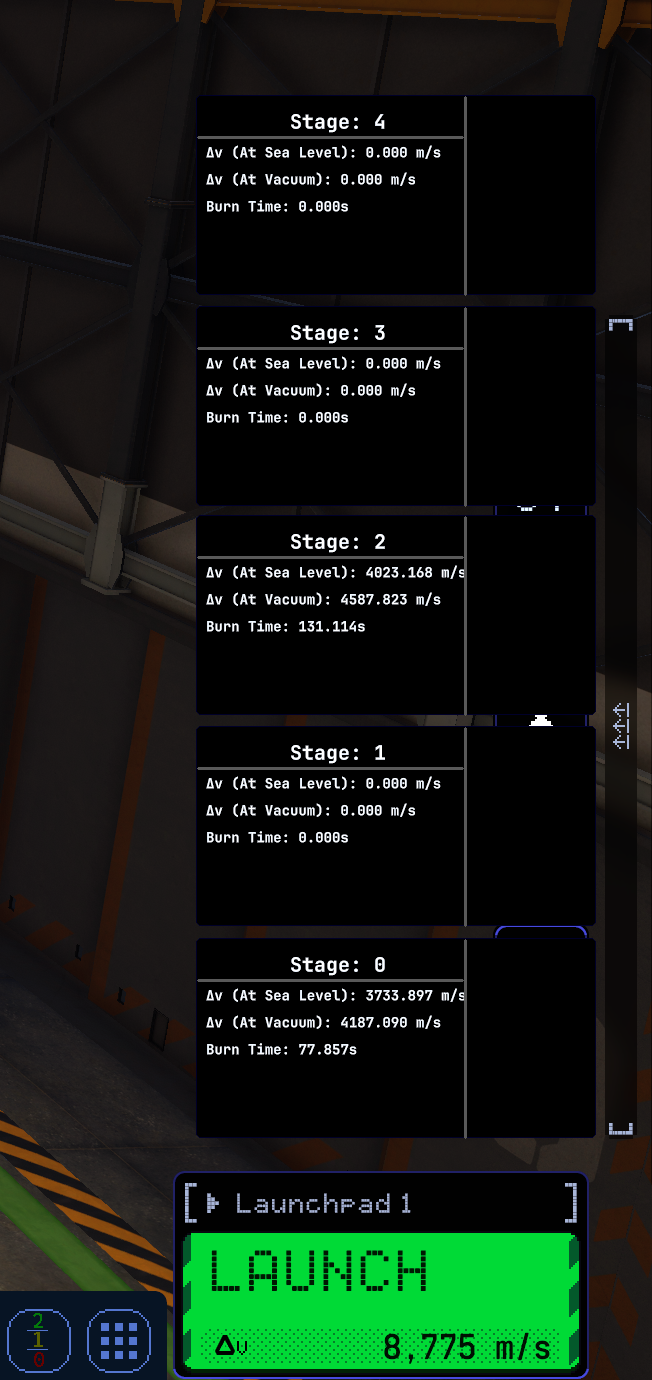 Stage: 4
Δv (At Sea Level): 0.000 m/s
Δv (At Vacuum): 0.000 m/s
Burn Time: 0.000s
Stage: 3
Δv (At Sea Level): 0.000 m/s
Δv (At Vacuum): 0.000 m/s
Burn Time: 0.000s
Stage: 2
Δv (At Sea Level): 4023.168 m/s
Δv (At Vacuum): 4587.823 m/s
Burn Time: 131.114s
Stage: 1
Δv (At Sea Level): 0.000 m/s
Δv (At Vacuum): 0.000 m/s
Burn Time: 0.000s
Stage: 0
Δv (At Sea Level): 3733.897 m/s
Δv (At Vacuum): 4187.090 m/s
Burn Time: 77.857s
Launchpad 1
LAUNCH
Δv 8,775 m/s
2
1
0